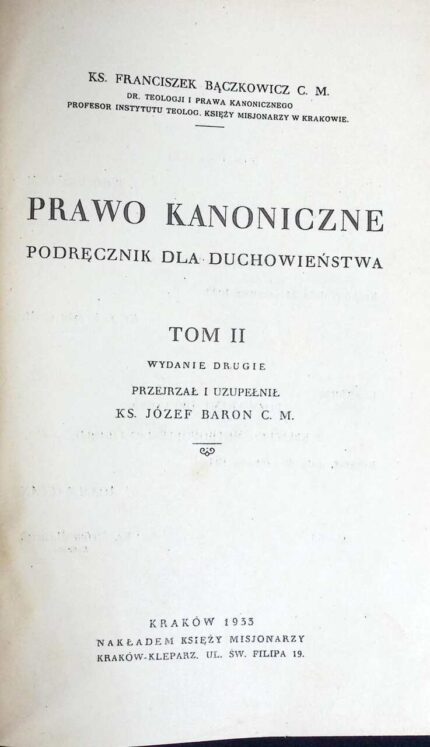 KS. FRANCISZEK BĄCZKOWICZ C. M.
DR. TEOLOGJI I PRAWA KANONICZNEGO
PROFESOR INSTYTUTU TEOLOG. KSIĘŻY MISJONARZY W KRAKOWIE.
PRAWO KANONICZNE
PODRĘCZNIK DLA DUCHOWIEŃSTWA
TOM II
WYDANIE DRUGIE
PRZEJRZAŁ I UZUPEŁNIŁ
KS. JÓZEF BARON C. M.
KRAKÓW 1933
NAKŁADEM KSIĘŻY MISJONARZY
KRAKÓW-KLEPARZ. UL. ŚW. FILIPA 19.